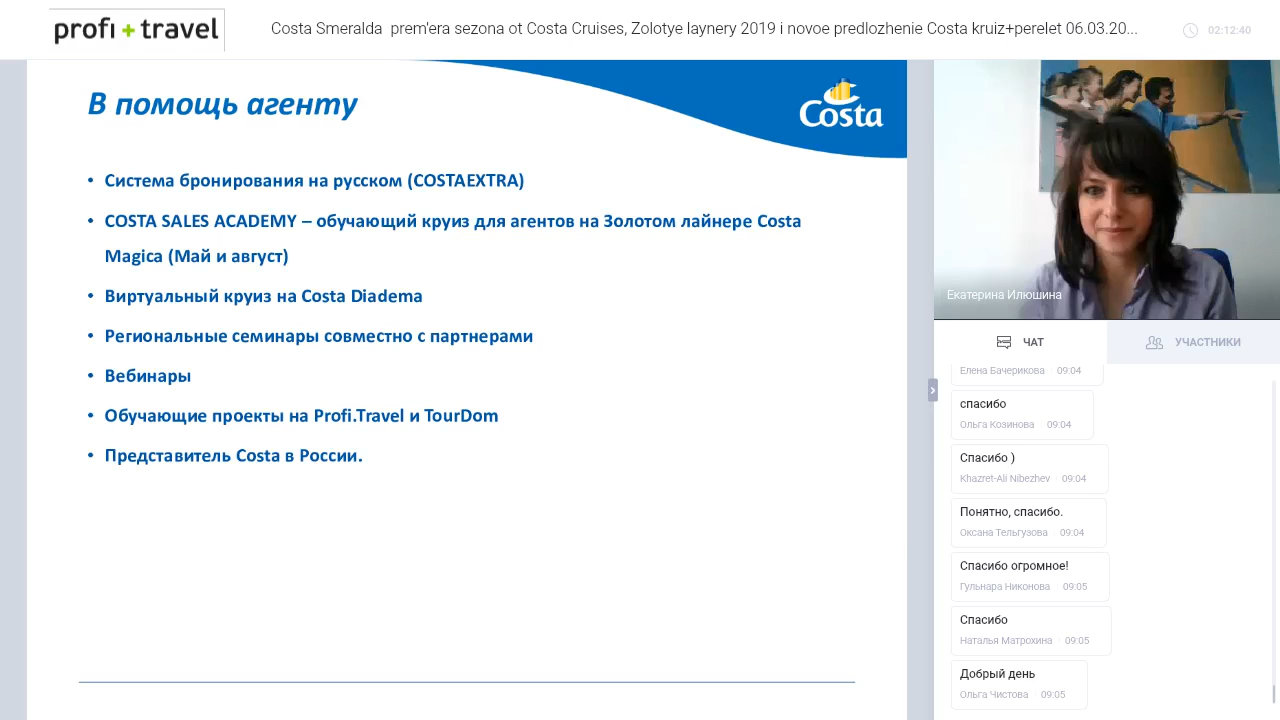 profi + travel
Costa Smeralda prem'era sezona ot Costa Cruises, Zolotye laynery 2019 i novoe predlozhenie Costa kruiz+perelet 06.03.20...
02:12:40
В помощь агенту
Costa
• Система бронирования на русском (COSTAEXTRA)
• COSTA SALES ACADEMY – обучающий круиз для агентов на Золотом лайнере Costa
Magica (Май и август)
• Виртуальный круиз на Costa Diadema
• Региональные семинары совместно с партнерами
• Вебинары
• Обучающие проекты на Profi.Travel и TourDom
• Представитель Costa в России.
Екатерина Илюшина
ЧАТ
УЧАСТНИКИ
Елена Бачерикова 09:04
спасибо
Ольга Козинова 09:04
Спасибо )
Khazret-Ali Nibezhev 09:04
Понятно, спасибо.
Оксана Тельгузова 09:04
Спасибо огромное!
Гульнара Никонова 09:05
Спасибо
Наталья Матрохина 09:05
Добрый день
Ольга Чистова 09:05